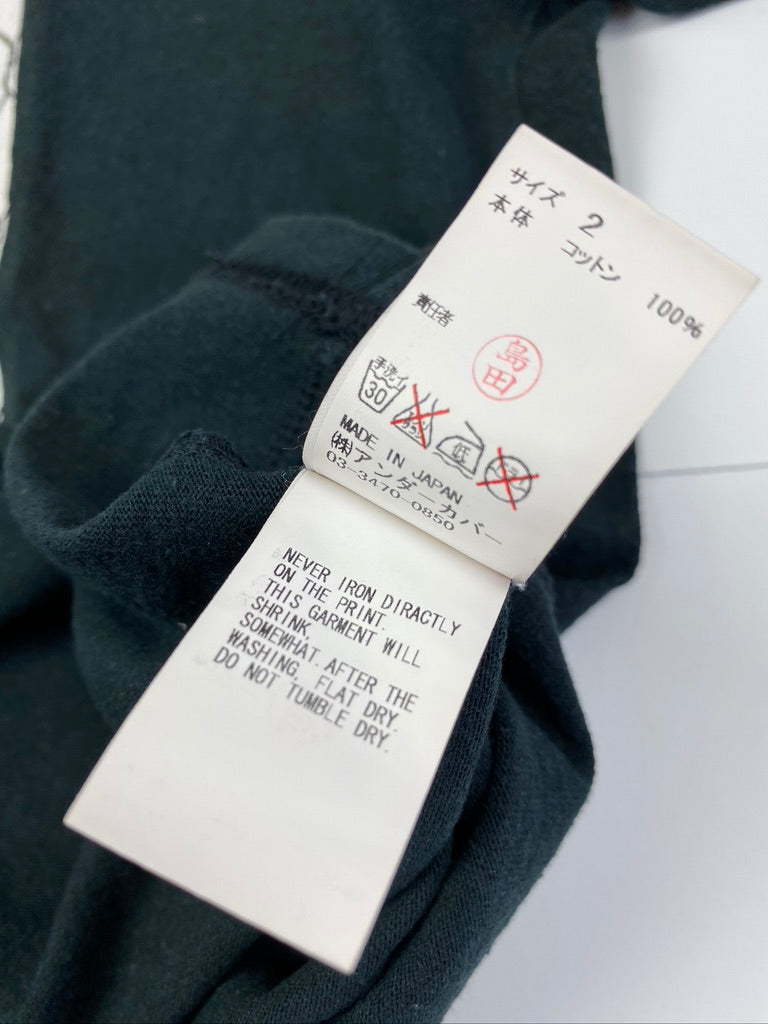 サイズ 2
本体 コットン 100%
責任者
島田
手洗イ
30
低
MADE IN JAPAN
(株)アンダーカバー
03-3470-0850
NEVER IRON DIRACTLY
ON THE PRINT.
THIS GARMENT WILL
SHRINK,
SOMEWHAT. AFTER THE
WASHING, FLAT DRY.
DO NOT TUMBLE DRY.